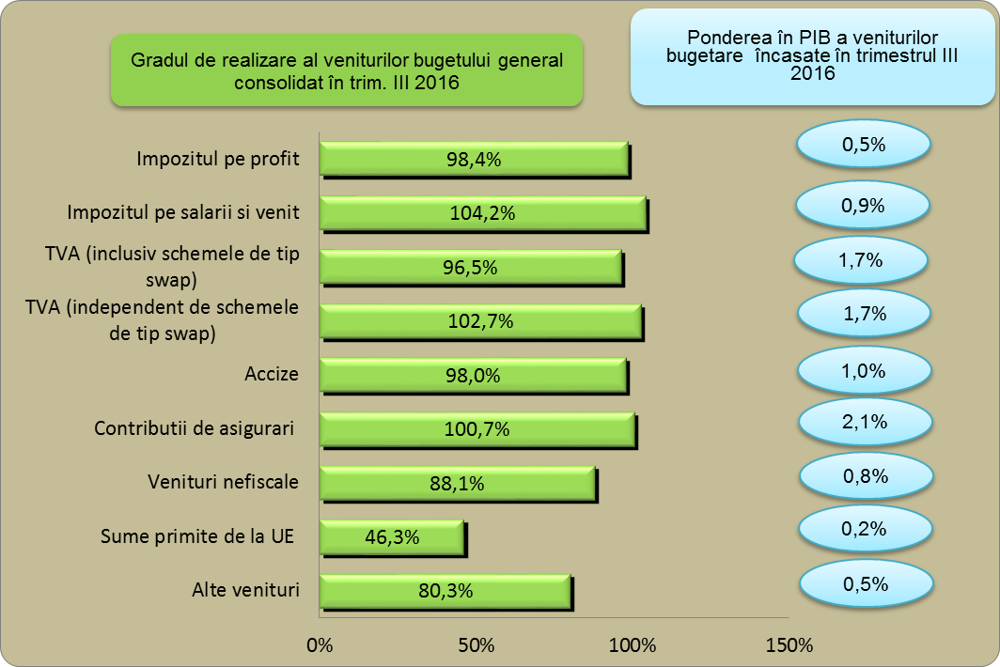 Gradul de realizare al veniturilor bugetului general
consolidat în trim. III 2016
Ponderea în PIB a veniturilor
bugetare încasate în trimestrul III
2016
Impozitul pe profit
98,4%
0,5%
Impozitul pe salarii si venit
104,2%
0,9%
TVA (inclusiv schemele de tip
swap)
96,5%
1,7%
TVA (independent de schemele
de tip swap)
102,7%
1,7%
Accize
98,0%
1,0%
Contributii de asigurari
100,7%
2,1%
Venituri nefiscale
88,1%
0,8%
Sume primite de la UE
46,3%
0,2%
Alte venituri
80,3%
0,5%
0%
50%
100%
150%